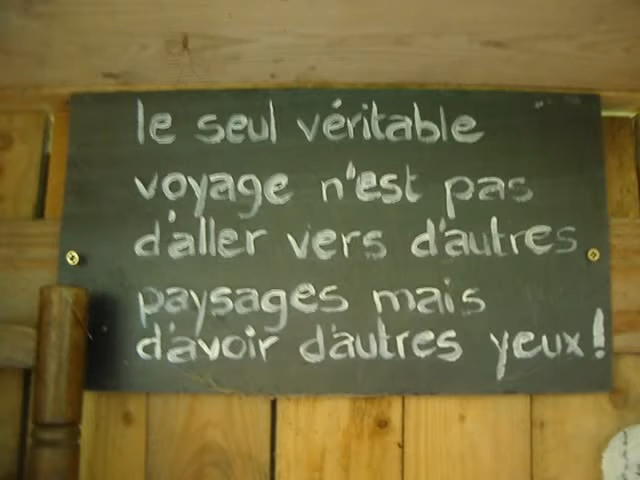 le seul véritable
voyage n'est pas
d'aller vers d'autres
paysages mais
d'avoir d'autres yeux!